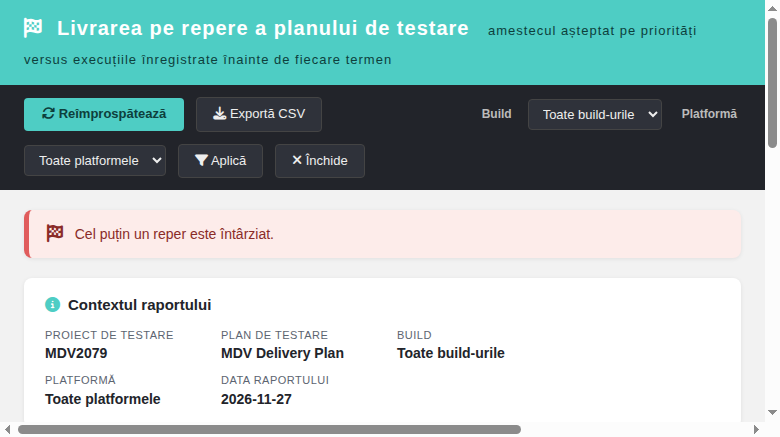 Livrarea pe repere a planului de testare amestecul așteptat pe priorități
versus execuțiile înregistrate înainte de fiecare termen
Reîmprospătează Exportă CSV Build Toate build-urile Platformă
Toate platformele Aplică Închide
Cel puțin un reper este întârziat.
Contextul raportului
PROIECT DE TESTARE PLAN DE TESTARE BUILD
MDV2079 MDV Delivery Plan Toate build-urile
PLATFORMĂ DATA RAPORTULUI
Toate platformele 2026-11-27